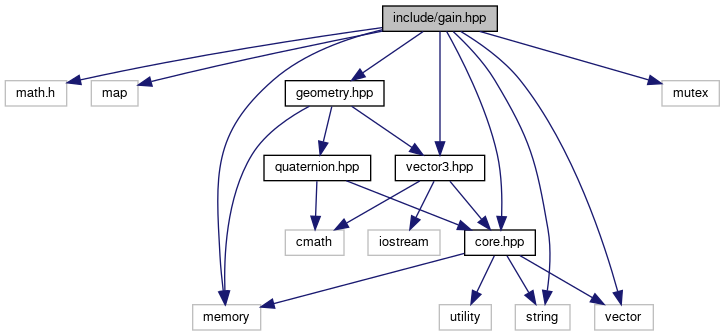 include/gain.hpp
math.h
map
geometry.hpp
mutex
quaternion.hpp
vector3.hpp
cmath
iostream
core.hpp
memory
utility
string
vector